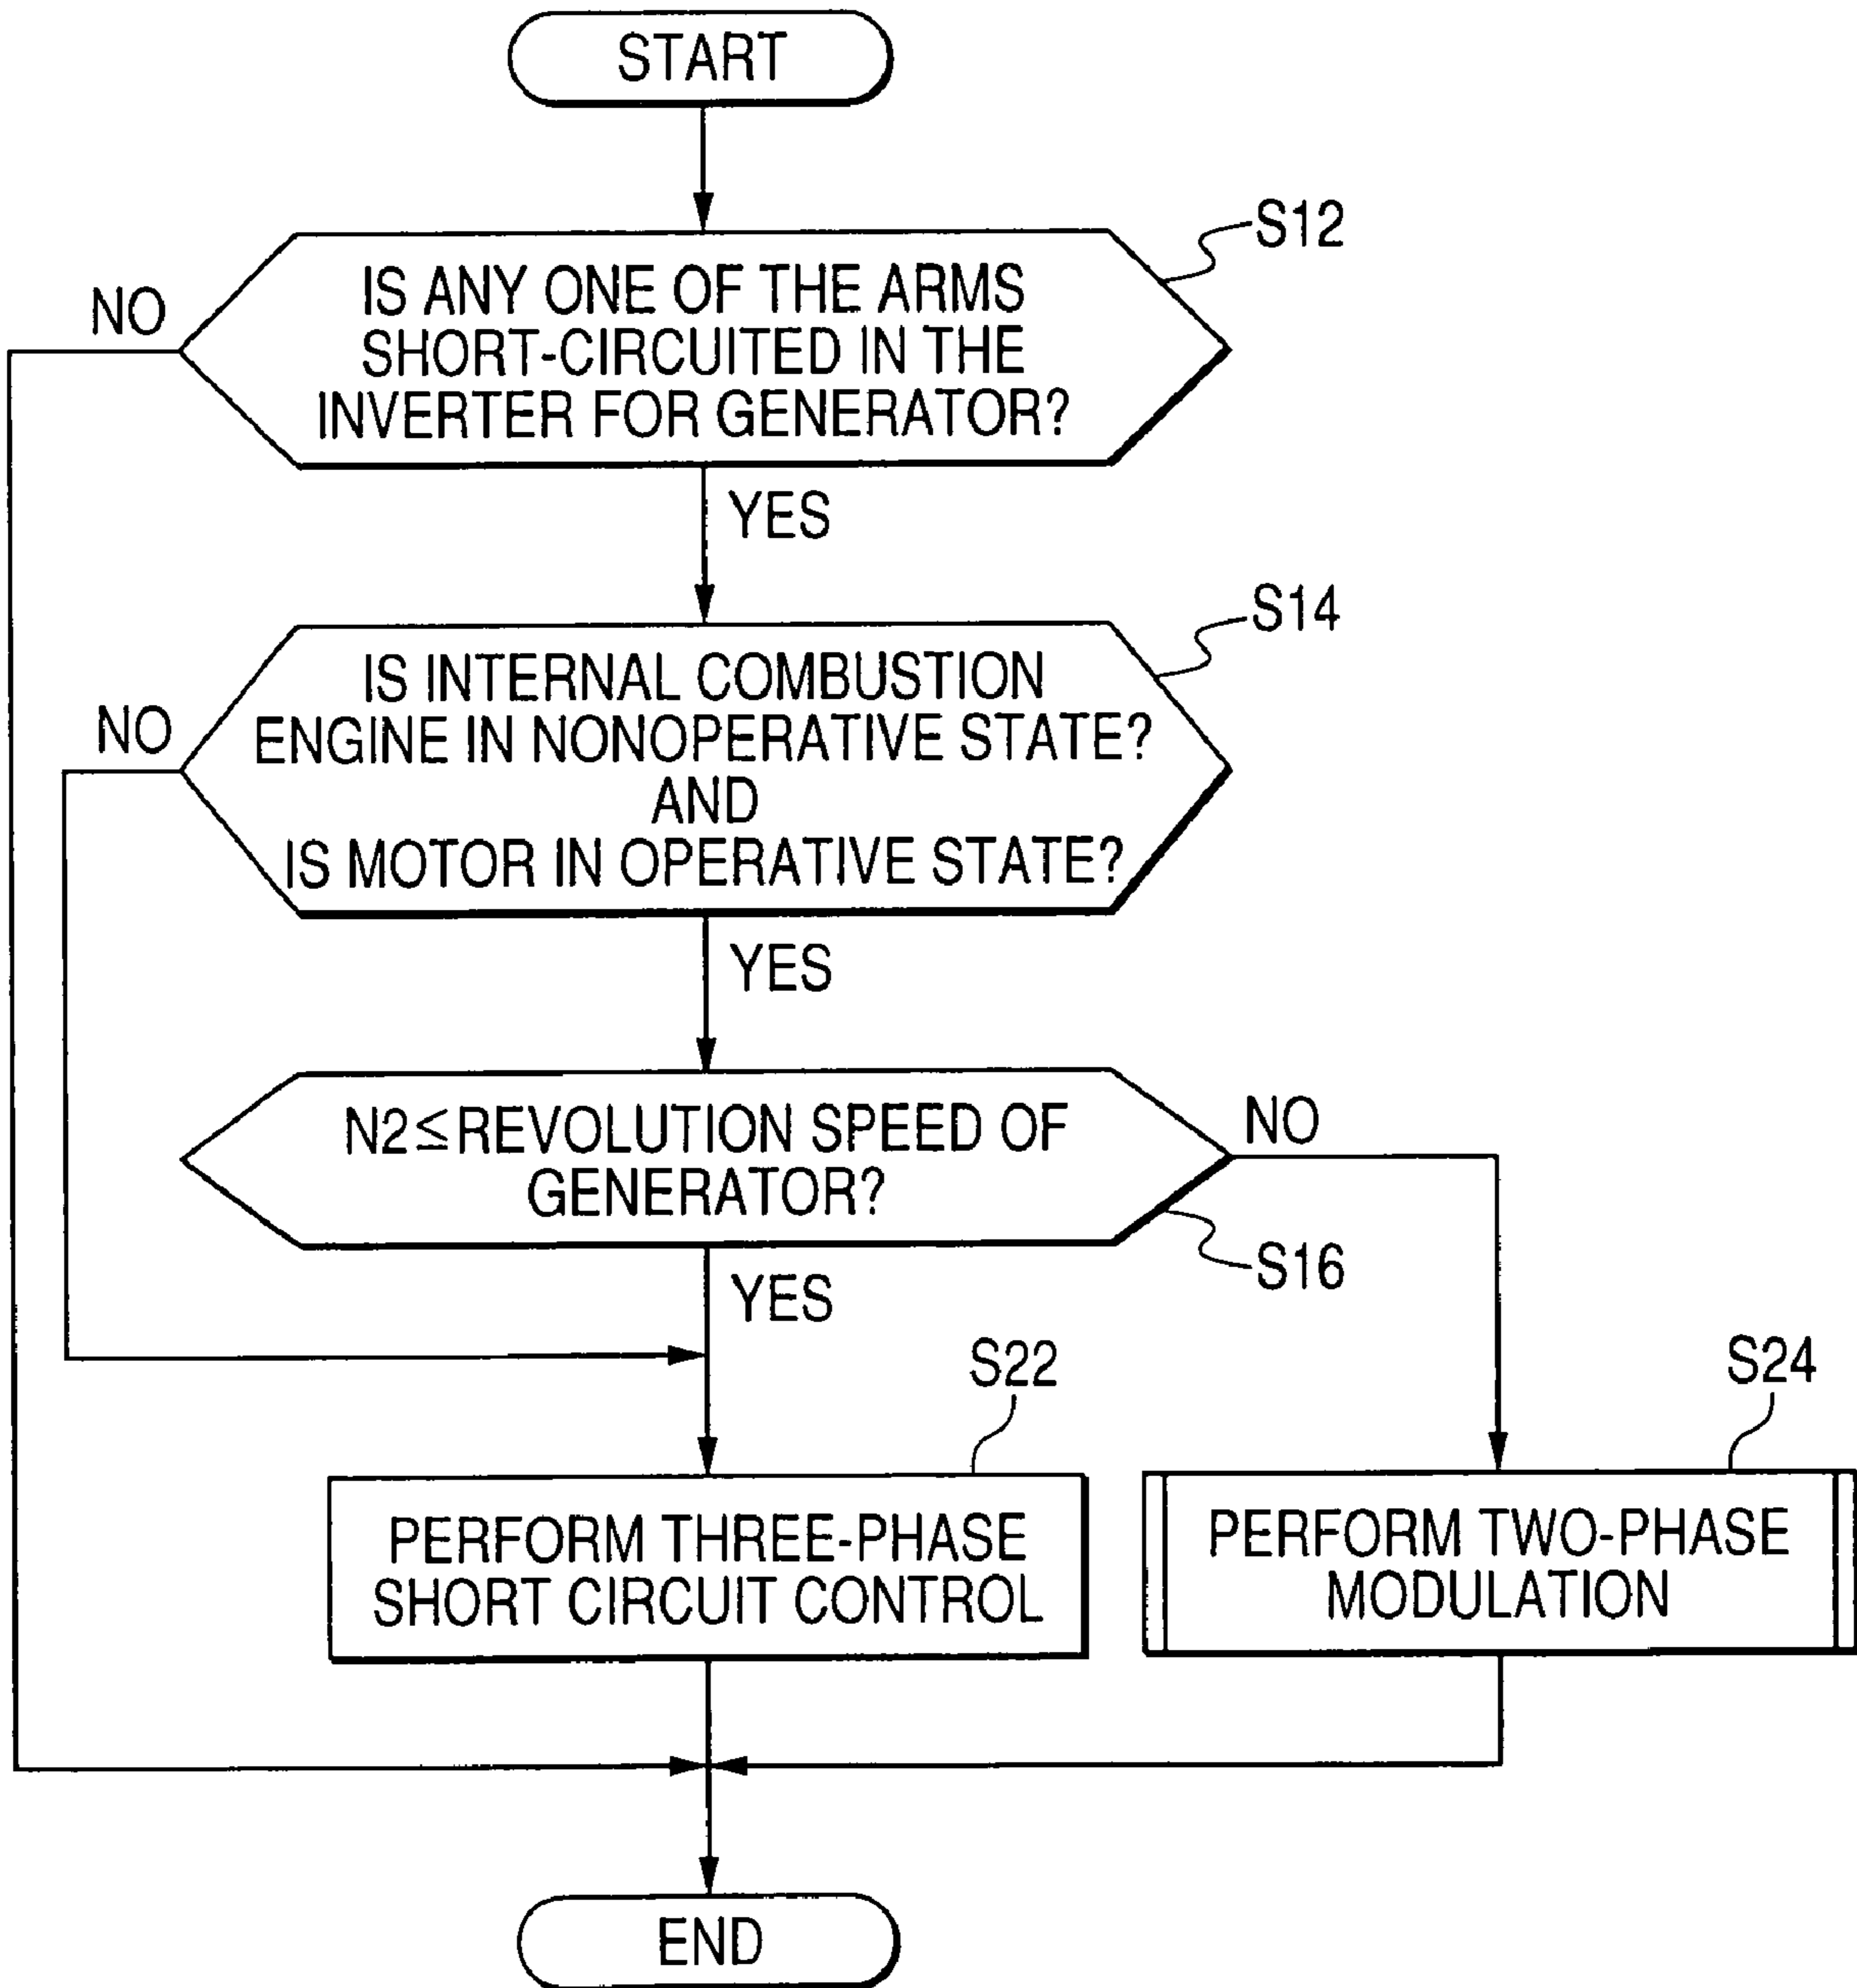 START
S12
IS ANY ONE OF THE ARMS
SHORT-CIRCUITED IN THE
INVERTER FOR GENERATOR?
NO
YES
S14
IS INTERNAL COMBUSTION
ENGINE IN NONOPERATIVE STATE?
AND
IS MOTOR IN OPERATIVE STATE?
NO
YES
N2≤REVOLUTION SPEED OF
GENERATOR?
NO
S16
YES
S22
S24
PERFORM THREE-PHASE
SHORT CIRCUIT CONTROL
PERFORM TWO-PHASE
MODULATION
END